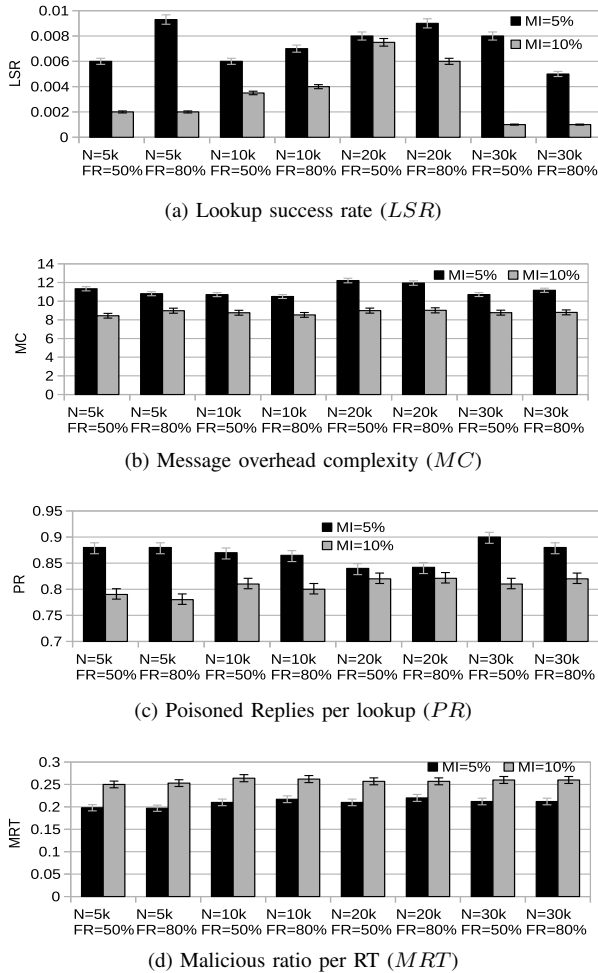 0.01
0.008
0.006
0.004
0.002
0
LSR
MI=5%
MI=10%
N=5k N=5k N=10k N=10k N=20k N=20k N=30k N=30k
FR=50% FR=80% FR=50% FR=80% FR=50% FR=80% FR=50% FR=80%
(a) Lookup success rate (LSR)
14
12
10
8
6
4
2
0
MC
MI=5% MI=10%
N=5k N=5k N=10k N=10k N=20k N=20k N=30k N=30k
FR=50% FR=80% FR=50% FR=80% FR=50% FR=80% FR=50% FR=80%
(b) Message overhead complexity (MC)
0.95
0.9
0.85
0.8
0.75
0.7
PR
MI=5%
MI=10%
N=5k N=5k N=10k N=10k N=20k N=20k N=30k N=30k
FR=50% FR=80% FR=50% FR=80% FR=50% FR=80% FR=50% FR=80%
(c) Poisoned Replies per lookup (PR)
0.3
0.25
0.2
0.15
0.1
0.05
0
MRT
MI=5% MI=10%
N=5k N=5k N=10k N=10k N=20k N=20k N=30k N=30k
FR=50% FR=80% FR=50% FR=80% FR=50% FR=80% FR=50% FR=80%
(d) Malicious ratio per RT (MRT)